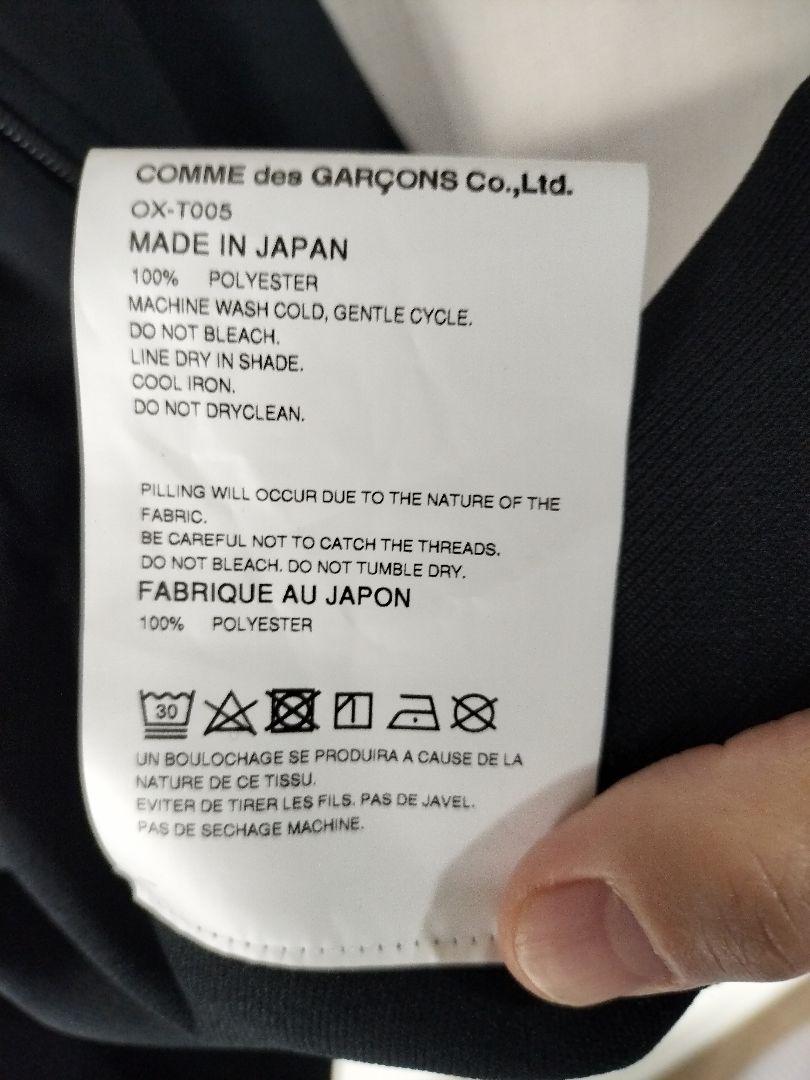 COMME des GARÇONS Co.,Ltd.
OX-T005
MADE IN JAPAN
100% POLYESTER
MACHINE WASH COLD, GENTLE CYCLE.
DO NOT BLEACH.
LINE DRY IN SHADE.
COOL IRON.
DO NOT DRYCLEAN.
PILLING WILL OCCUR DUE TO THE NATURE OF THE
FABRIC.
BE CAREFUL NOT TO CATCH THE THREADS.
DO NOT BLEACH. DO NOT TUMBLE DRY.
FABRIQUE AU JAPON
100% POLYESTER
30
UN BOULOCHAGE SE PRODUIRA A CAUSE DE LA
NATURE DE CE TISSU.
EVITER DE TIRER LES FILS. PAS DE JAVEL.
PAS DE SECHAGE MACHINE.